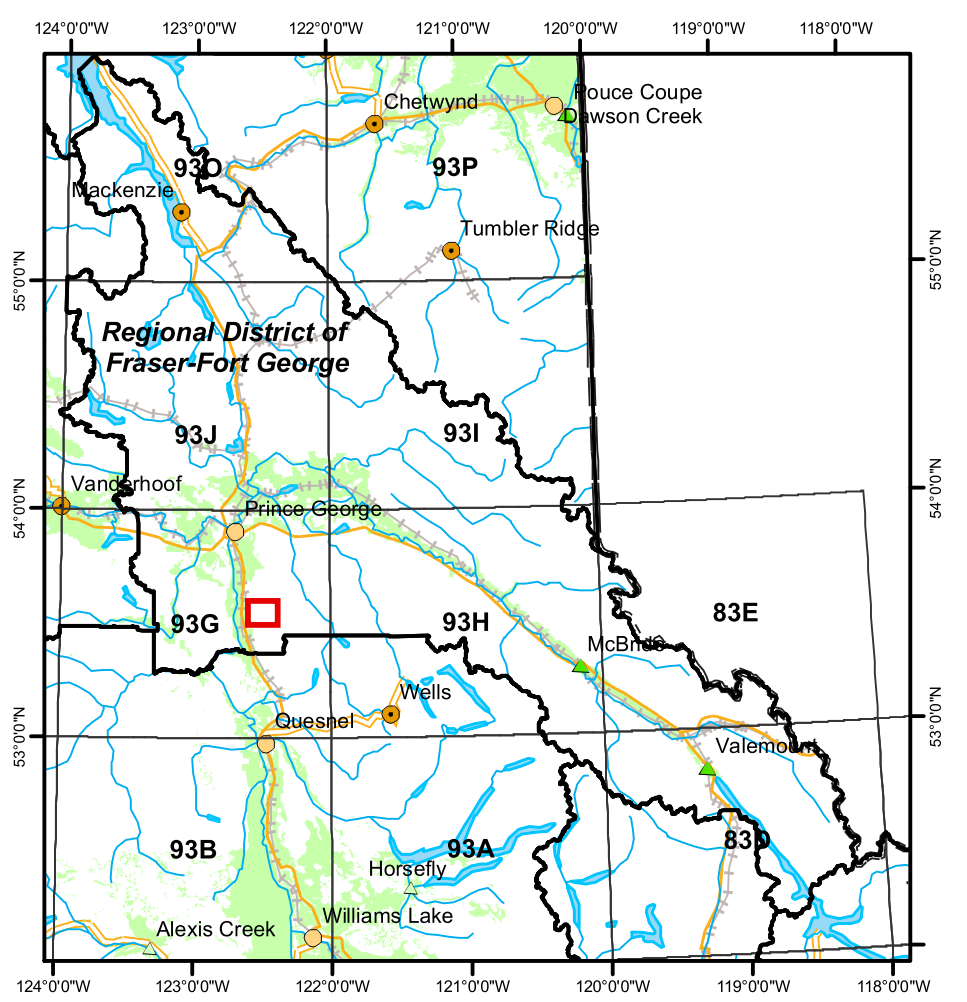 124°0'0"W 123°0'0"W 122°0'0"W 121°0'0"W 120°0'0"W 119°0'0"W 118°0'0"W
Pouce Coupe
Chetwynd
Dawson Creek
93O
93P
Mackenzie
Tumbler Ridge
55°0'0"N
55°0'0"N
Regional District of
Fraser-Fort George
93J
93I
Vanderhoof
Prince George
54°0'0"N
54°0'0"N
93G
93H
83E
McBride
Wells
Quesnel
53°0'0"N
53°0'0"N
Valemount
93B
93A
83D
Horsefly
Williams Lake
Alexis Creek
124°0'0"W 123°0'0"W 122°0'0"W 121°0'0"W 120°0'0"W 119°0'0"W 118°0'0"W